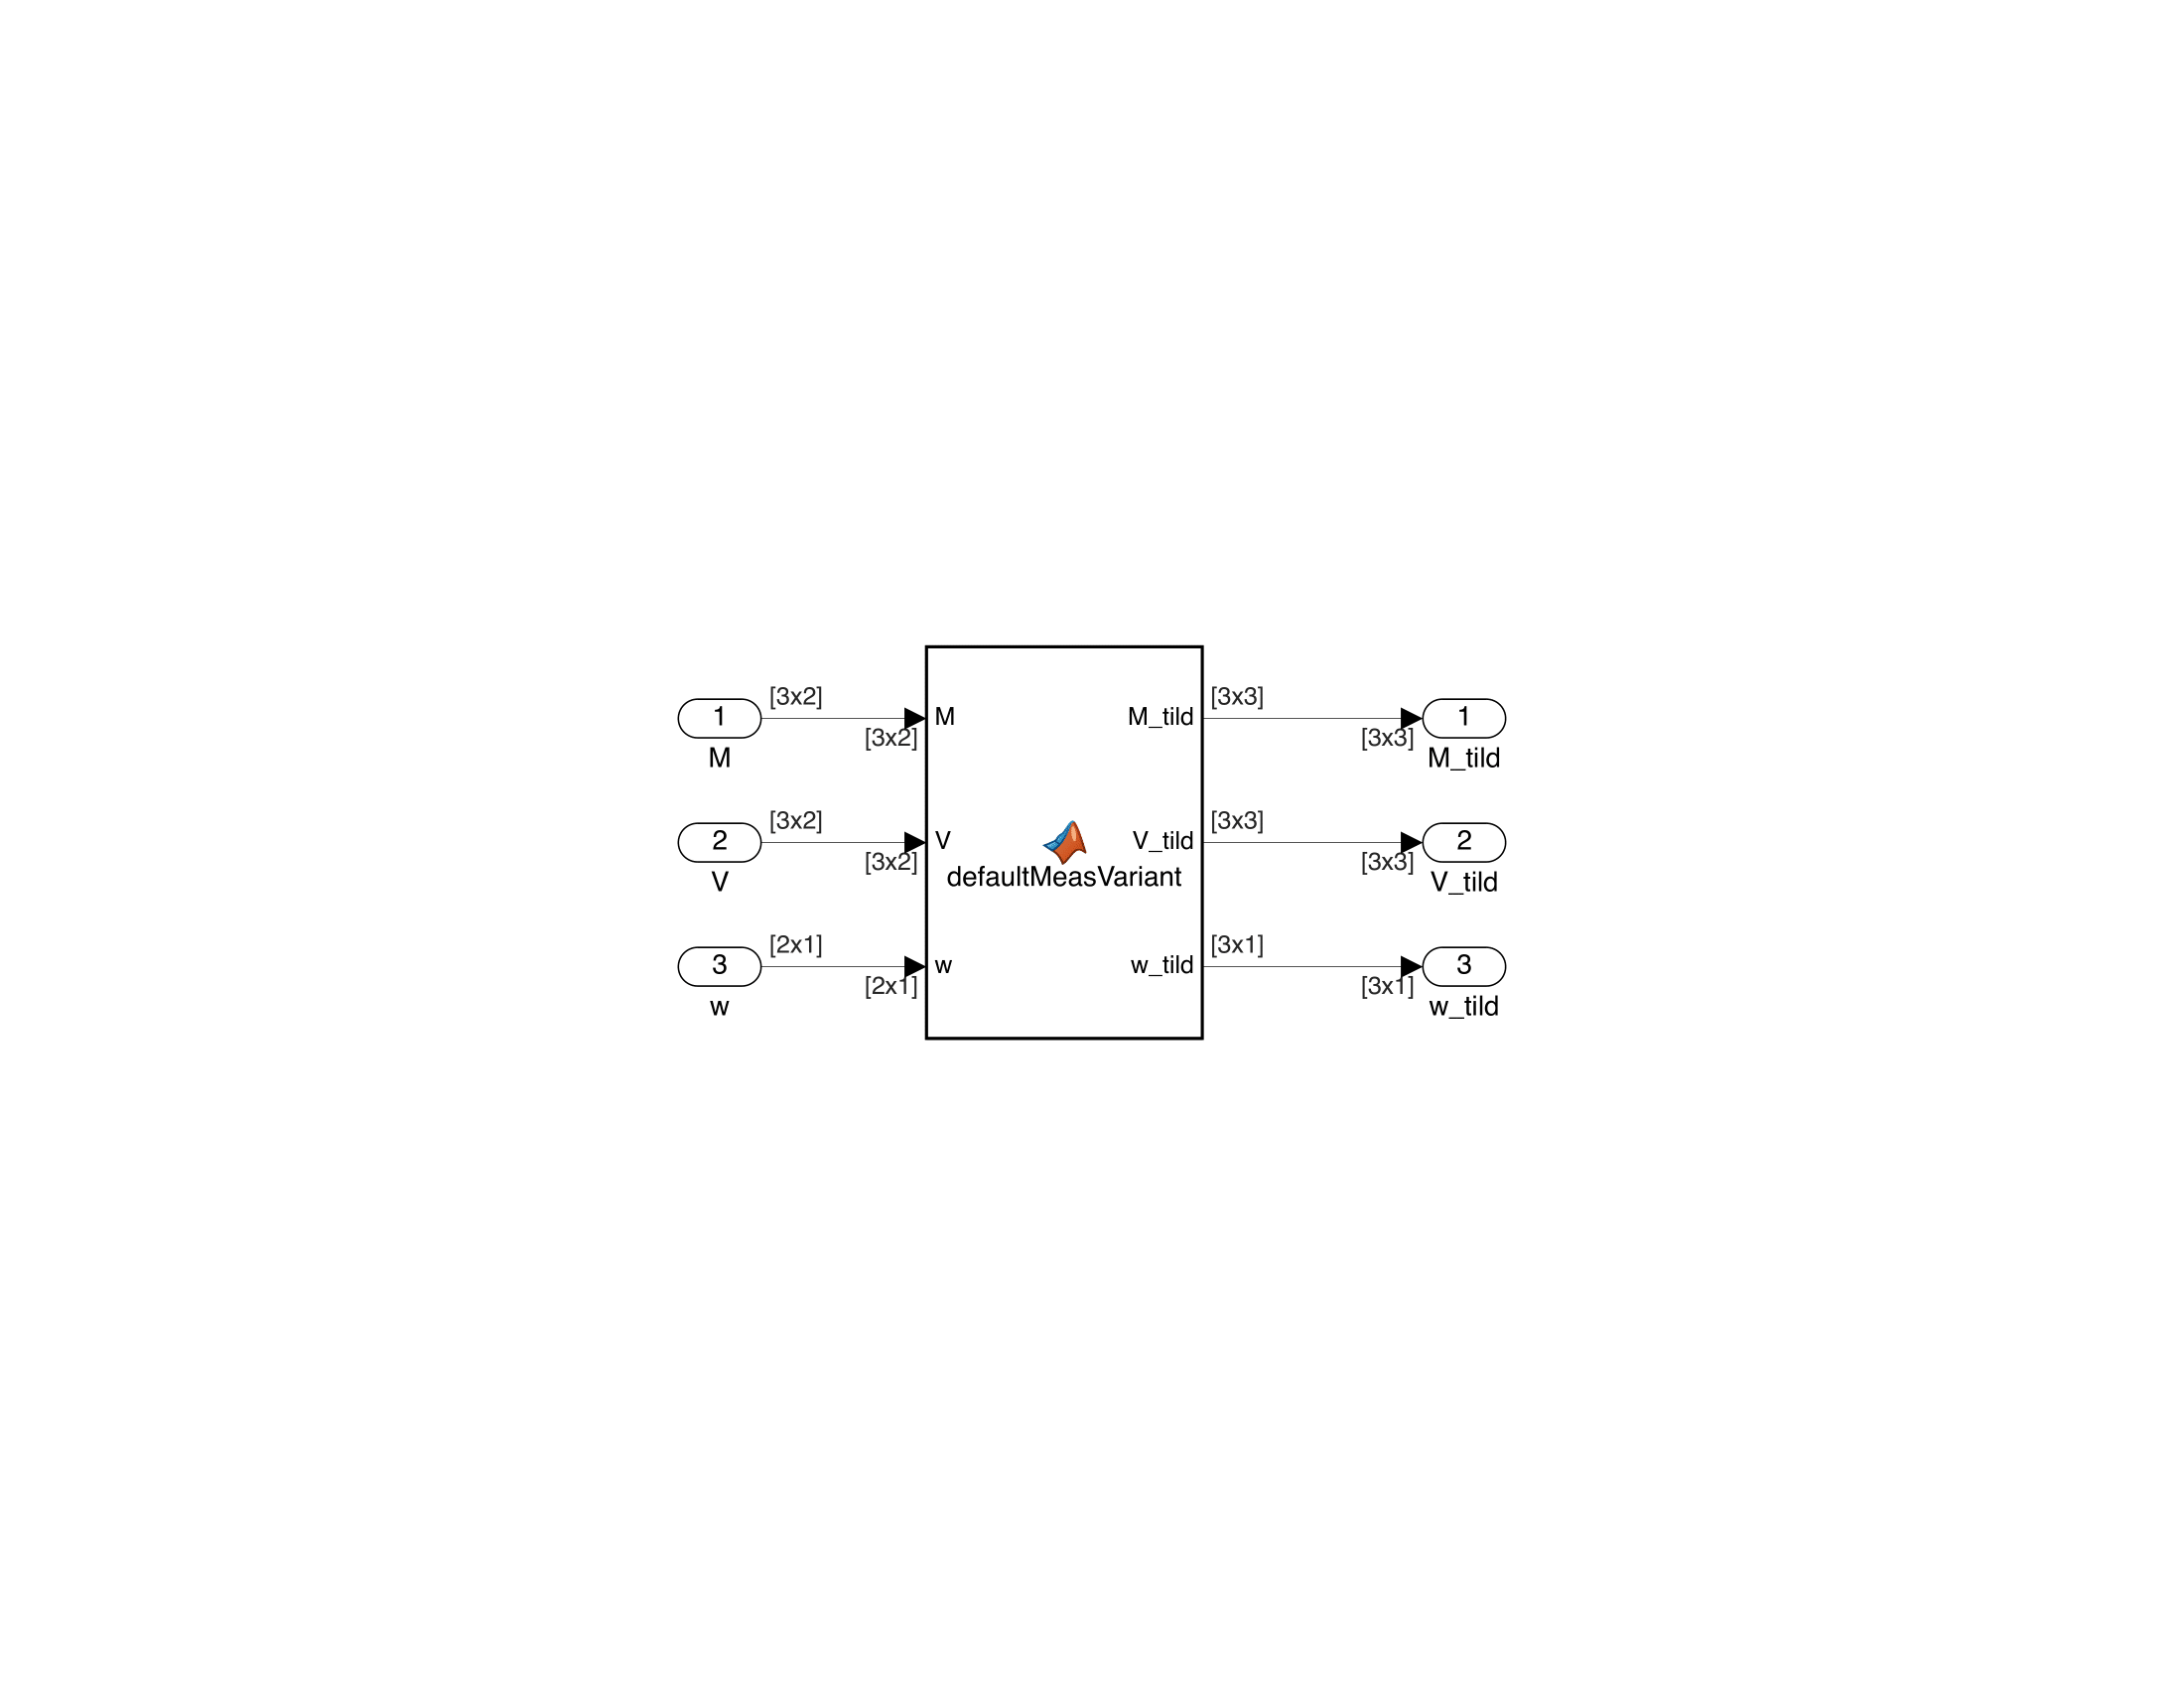 [3x2]
1
M
[3x2]
M
M_tild
[3x3]
[3x3]
1
M_tild
[3x2]
2
V
[3x2]
V
V_tild
[3x3]
[3x3]
2
V_tild
defaultMeasVariant
[2x1]
3
w
[2x1]
w
w_tild
[3x1]
[3x1]
3
w_tild